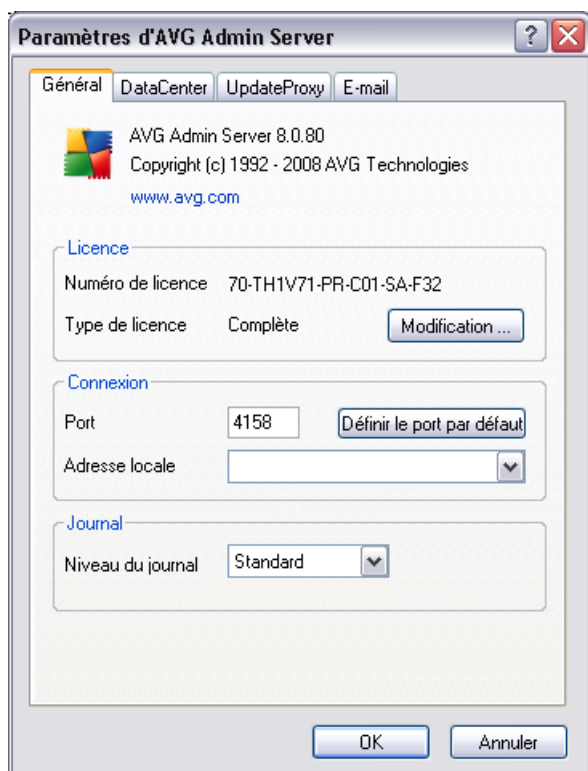 Paramètres d'AVG Admin Server
?
X
Général DataCenter UpdateProxy E-mail
AVG Admin Server 8.0.80
Copyright (c) 1992 - 2008 AVG Technologies
www.avg.com
Licence
Numéro de licence 70-TH1V71-PR-C01-SA-F32
Type de licence Complète Modification ...
Connexion
Port 4158 Définir le port par défaut
Adresse locale
Journal
Niveau du journal Standard
OK Annuler